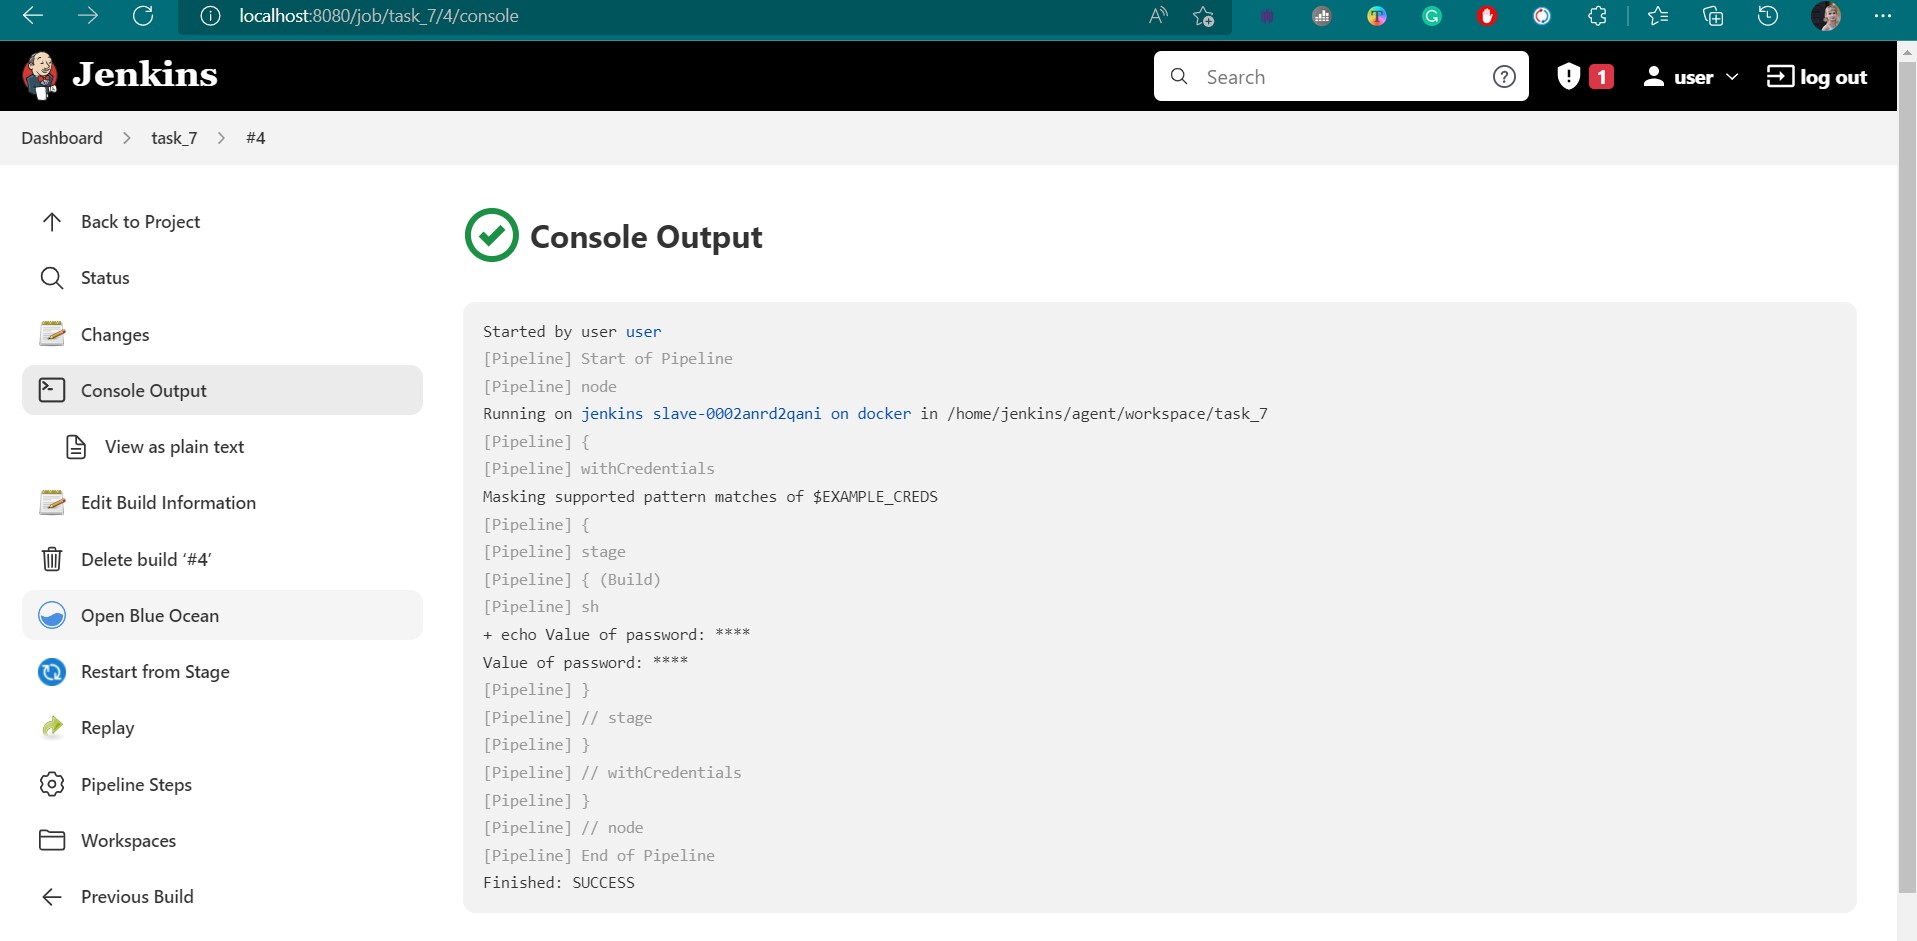 localhost:8080/job/task_7/4/console
Jenkins
Search
1
user
log out
Dashboard
task_7
#4
Back to Project
Status
Changes
Console Output
View as plain text
Edit Build Information
Delete build ‘#4’
Open Blue Ocean
Restart from Stage
Replay
Pipeline Steps
Workspaces
Previous Build
Console Output
Started by user user
[Pipeline] Start of Pipeline
[Pipeline] node
Running on jenkins slave-0002anrd2qani on docker in /home/jenkins/agent/workspace/task_7
[Pipeline] {
[Pipeline] withCredentials
Masking supported pattern matches of $EXAMPLE_CREDS
[Pipeline] {
[Pipeline] stage
[Pipeline] { (Build)
[Pipeline] sh
+ echo Value of password: ****
Value of password: ****
[Pipeline] }
[Pipeline] // stage
[Pipeline] }
[Pipeline] // withCredentials
[Pipeline] }
[Pipeline] // node
[Pipeline] End of Pipeline
Finished: SUCCESS